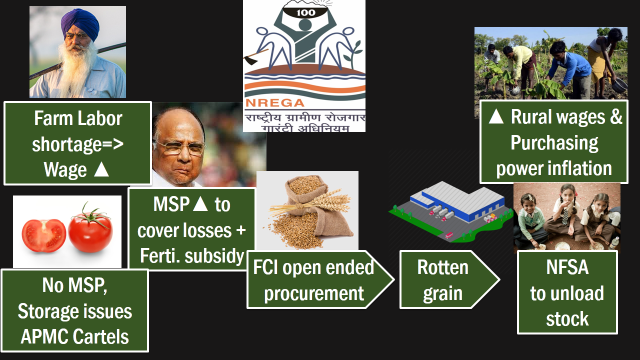 100
NREGA
राष्ट्रीय ग्रामीण रोजगार
गारंटी अधिनियम
Farm Labor
shortage=>
Wage ▲
▲ Rural wages &
Purchasing
power inflation
MSP▲ to
cover losses +
Ferti. subsidy
FCI open ended
procurement
Rotten
grain
NFSA
to unload
stock
No MSP,
Storage issues
APMC Cartels